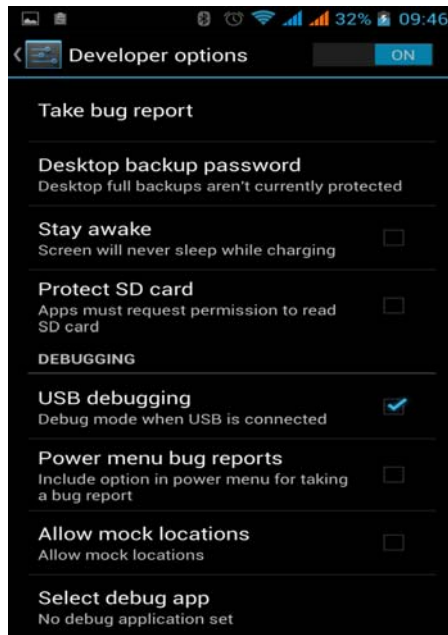 32% 09:46
Developer options ON
Take bug report
Desktop backup password
Desktop full backups aren't currently protected
Stay awake
Screen will never sleep while charging
Protect SD card
Apps must request permission to read
SD card
DEBUGGING
USB debugging
Debug mode when USB is connected
Power menu bug reports
Include option in power menu for taking
a bug report
Allow mock locations
Allow mock locations
Select debug app
No debug application set